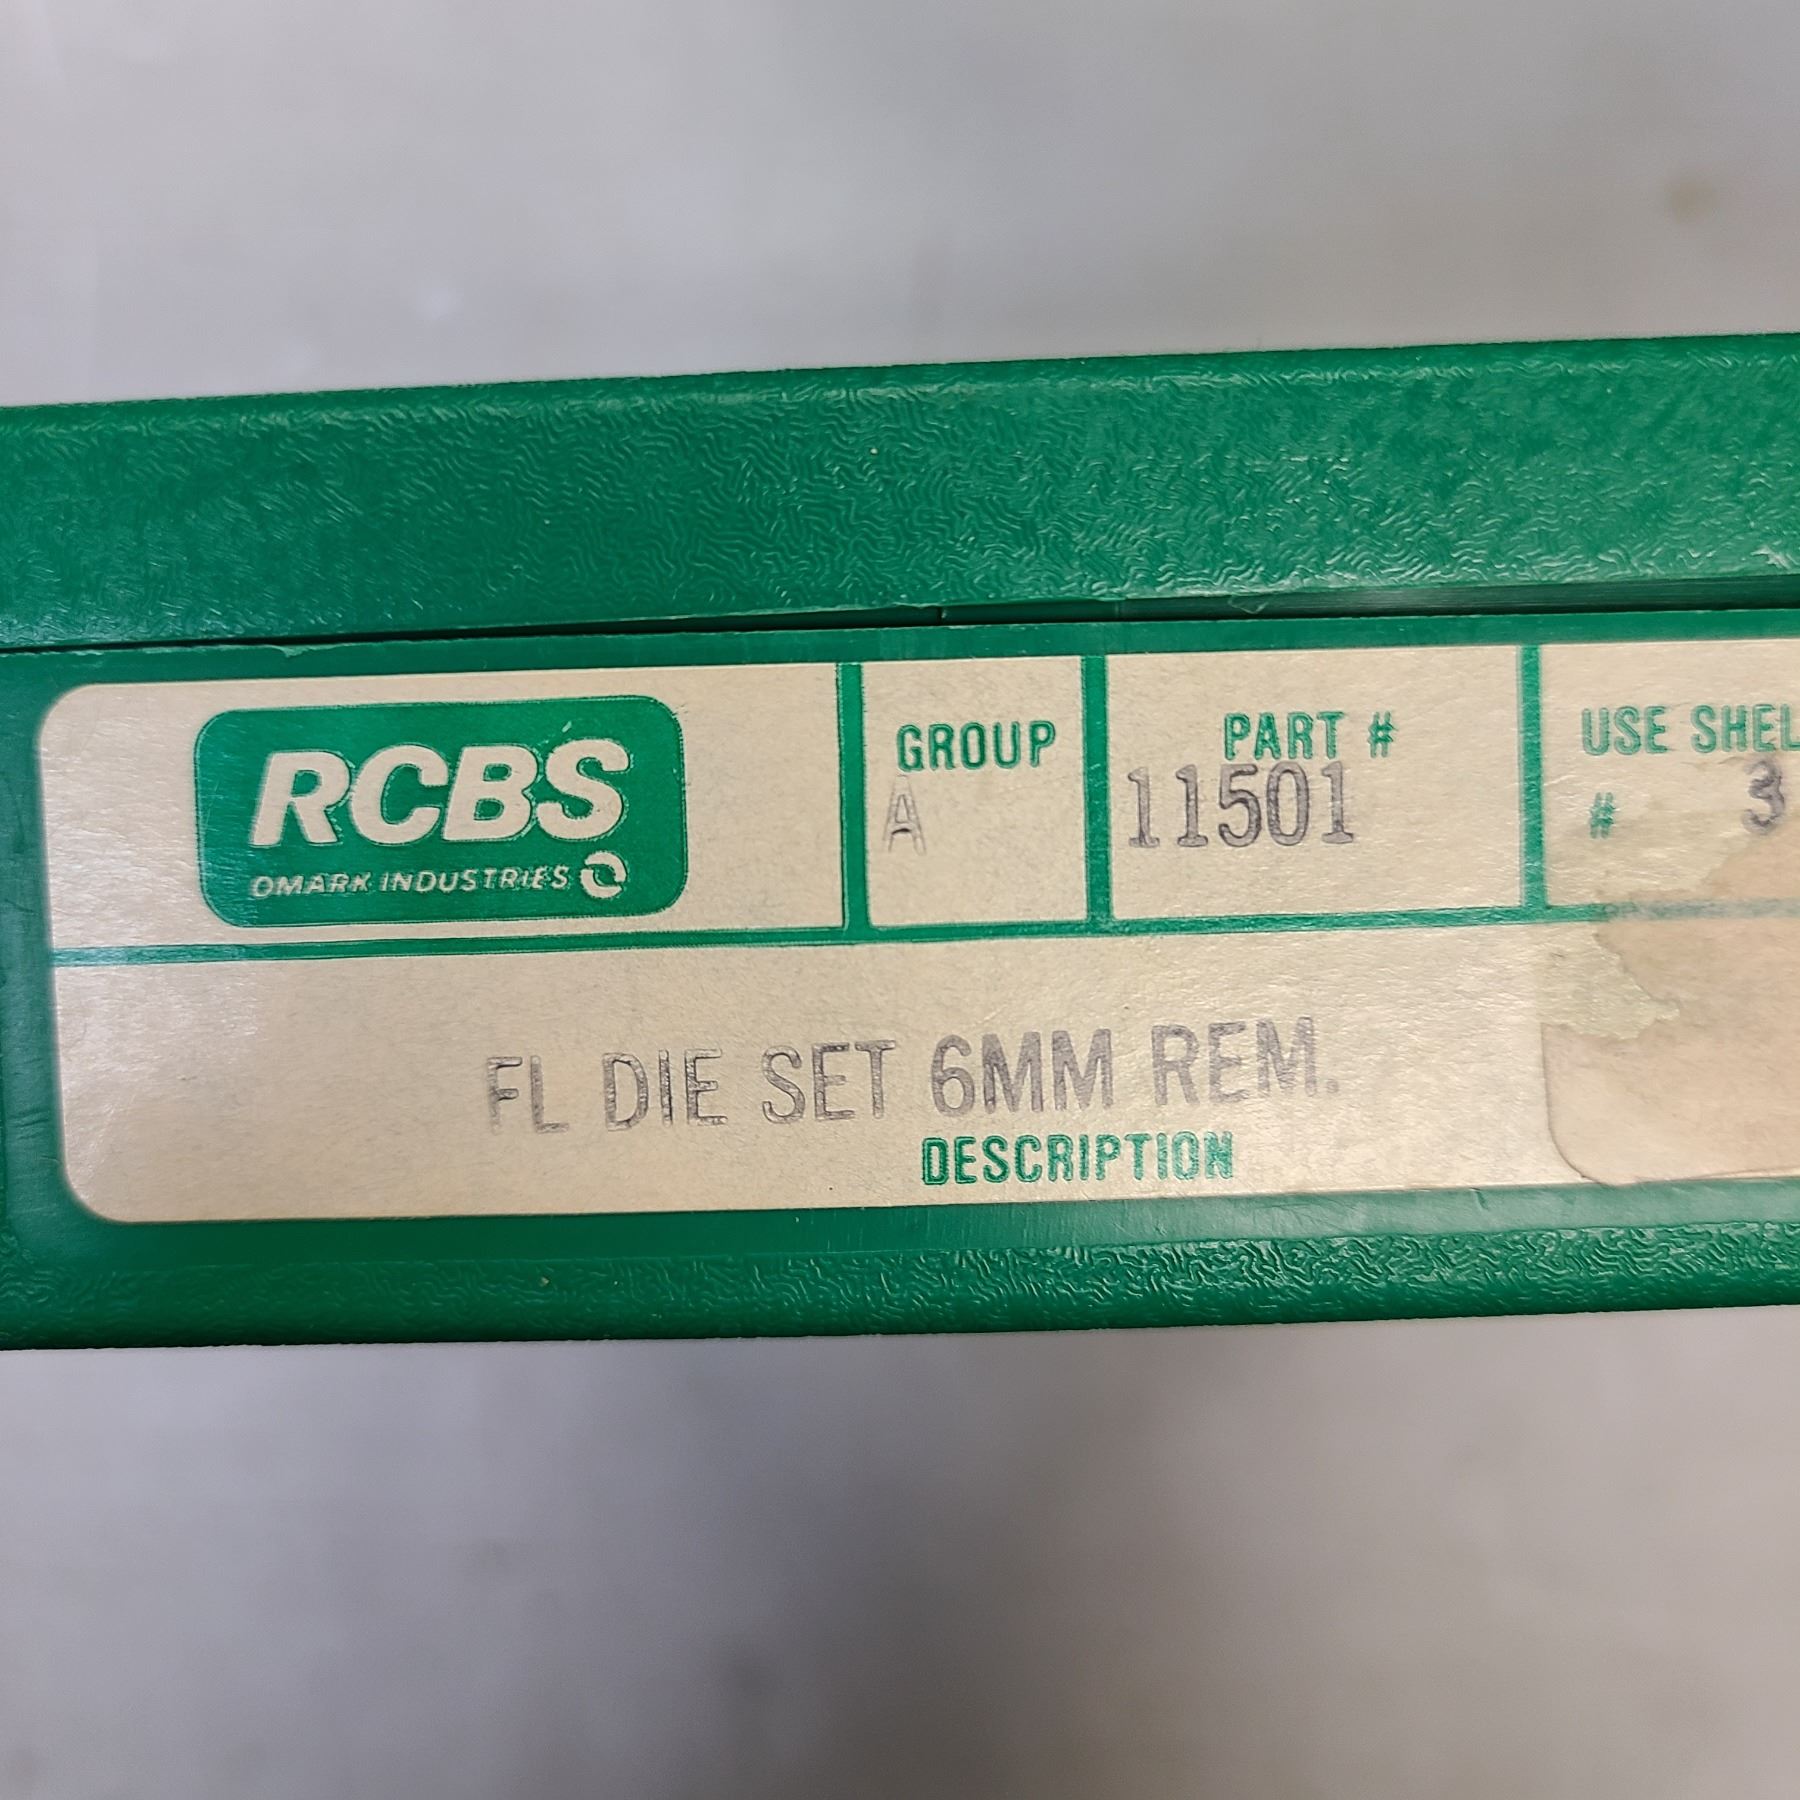 RCBS
OMARK INDUSTRIES
GROUP
A
PART #
11501
USE SHEL
# 3
FL DIE SET 6MM REM.
DESCRIPTION